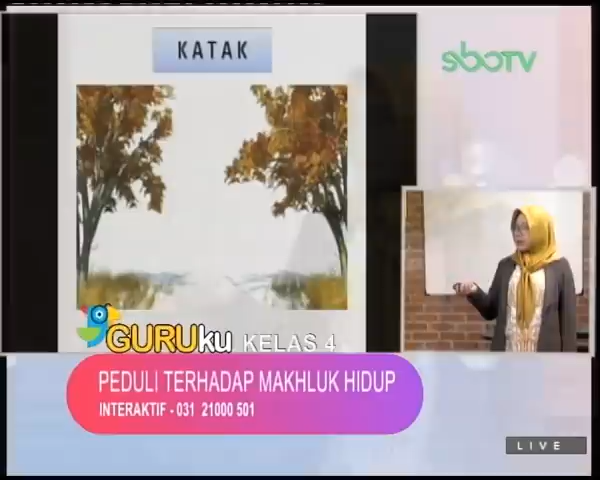 KATAK
sboTV
GURUku KELAS 4
PEDULI TERHADAP MAKHLUK HIDUP
INTERAKTIF - 031 21000 501
LIVE